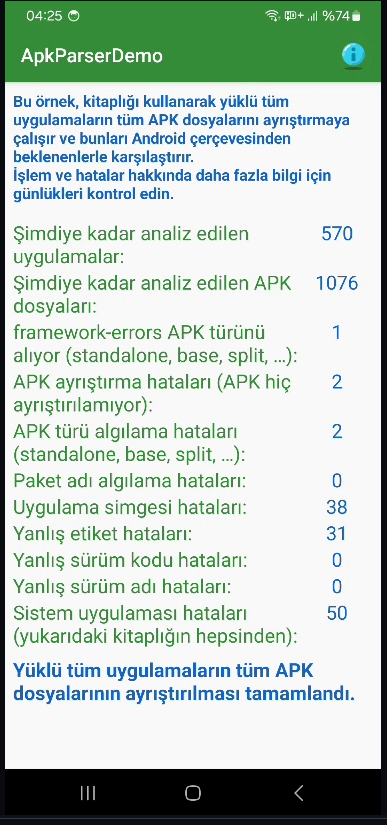 04:25 %74
ApkParserDemo
Bu örnek, kitaplığı kullanarak yüklü tüm
uygulamaların tüm APK dosyalarını ayrıştırmaya
çalışır ve bunları Android çerçevesinden
beklenenlerle karşılaştırır.
İşlem ve hatalar hakkında daha fazla bilgi için
günlükleri kontrol edin.
Şimdiye kadar analiz edilen 570
uygulamalar:
Şimdiye kadar analiz edilen APK 1076
dosyaları:
framework-errors APK türünü 1
alıyor (standalone, base, split, ...):
APK ayrıştırma hataları (APK hiç 2
ayrıştırılamıyor):
APK türü algılama hataları 2
(standalone, base, split, ...):
Paket adı algılama hataları: 0
Uygulama simgesi hataları: 38
Yanlış etiket hataları: 31
Yanlış sürüm kodu hataları: 0
Yanlış sürüm adı hataları: 0
Sistem uygulaması hataları 50
(yukarıdaki kitaplığın hepsinden):
Yüklü tüm uygulamaların tüm APK
dosyalarının ayrıştırılması tamamlandı.